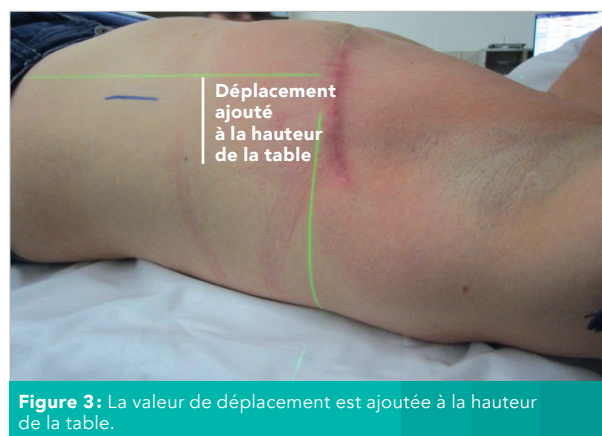 Déplacement
ajouté
à la hauteur
de la table
Figure 3: La valeur de déplacement est ajoutée à la hauteur
de la table.